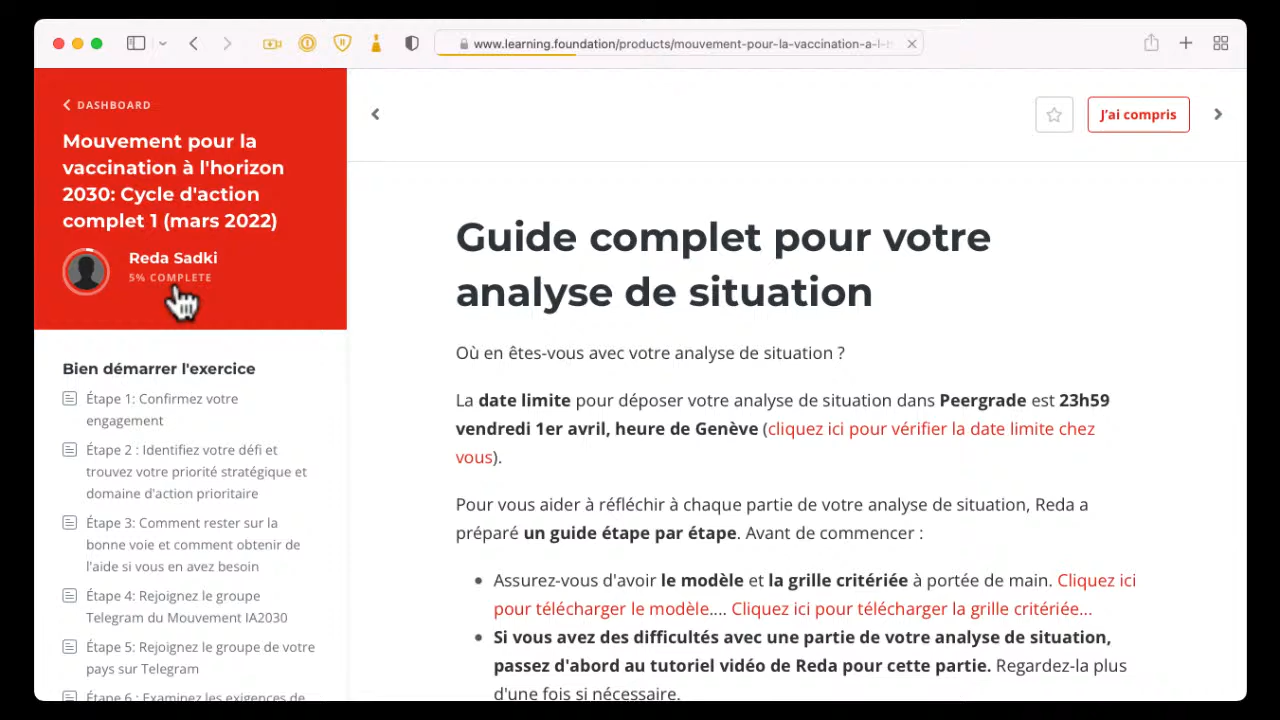 www.learning.foundation/products/mouvement-pour-la-vaccination-a-l-
DASHBOARD
Mouvement pour la
vaccination à l'horizon
2030: Cycle d'action
complet 1 (mars 2022)
Reda Sadki
5% COMPLETE
Bien démarrer l'exercice
Étape 1: Confirmez votre
engagement
Étape 2 : Identifiez votre défi et
trouvez votre priorité stratégique et
domaine d'action prioritaire
Étape 3: Comment rester sur la
bonne voie et comment obtenir de
l'aide si vous en avez besoin
Étape 4: Rejoignez le groupe
Telegram du Mouvement IA2030
Étape 5: Rejoignez le groupe de votre
pays sur Telegram
Étape 6 : Examinez les exigences de
J'ai compris
Guide complet pour votre
analyse de situation
Où en êtes-vous avec votre analyse de situation ?
La date limite pour déposer votre analyse de situation dans Peergrade est 23h59
vendredi 1er avril, heure de Genève (cliquez ici pour vérifier la date limite chez
vous).
Pour vous aider à réfléchir à chaque partie de votre analyse de situation, Reda a
préparé un guide étape par étape. Avant de commencer :
• Assurez-vous d'avoir le modèle et la grille critériée à portée de main. Cliquez ici
pour télécharger le modèle.... Cliquez ici pour télécharger la grille critériée...
• Si vous avez des difficultés avec une partie de votre analyse de situation,
passez d'abord au tutoriel vidéo de Reda pour cette partie. Regardez-la plus
d'une fois si nécessaire.